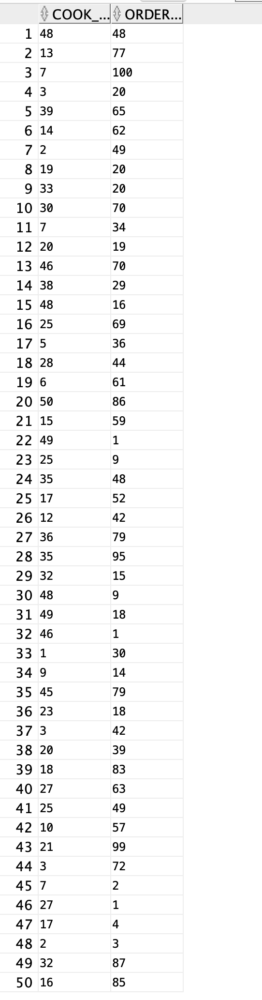 COOK_... ORDER...
1 48 48
2 13 77
3 7 100
4 3 20
5 39 65
6 14 62
7 2 49
8 19 20
9 33 20
10 30 70
11 7 34
12 20 19
13 46 70
14 38 29
15 48 16
16 25 69
17 5 36
18 28 44
19 6 61
20 50 86
21 15 59
22 49 1
23 25 9
24 35 48
25 17 52
26 12 42
27 36 79
28 35 95
29 32 15
30 48 9
31 49 18
32 46 1
33 1 30
34 9 14
35 45 79
36 23 18
37 3 42
38 20 39
39 18 83
40 27 63
41 25 49
42 10 57
43 21 99
44 3 72
45 7 2
46 27 1
47 17 4
48 2 3
49 32 87
50 16 85